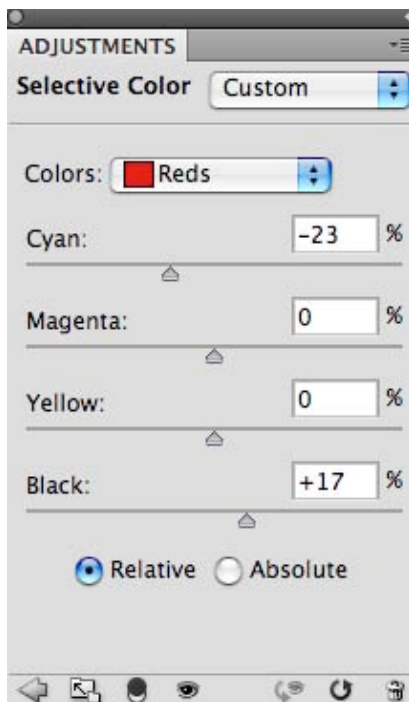 ADJUSTMENTS
Selective Color Custom
Colors: Reds
Cyan: -23 %
Magenta: 0 %
Yellow: 0 %
Black: +17 %
Relative Absolute